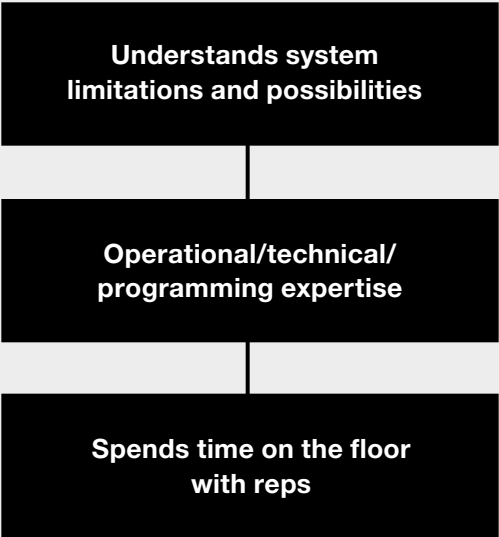 Understands system
limitations and possibilities
Operational/technical/
programming expertise
Spends time on the floor
with reps